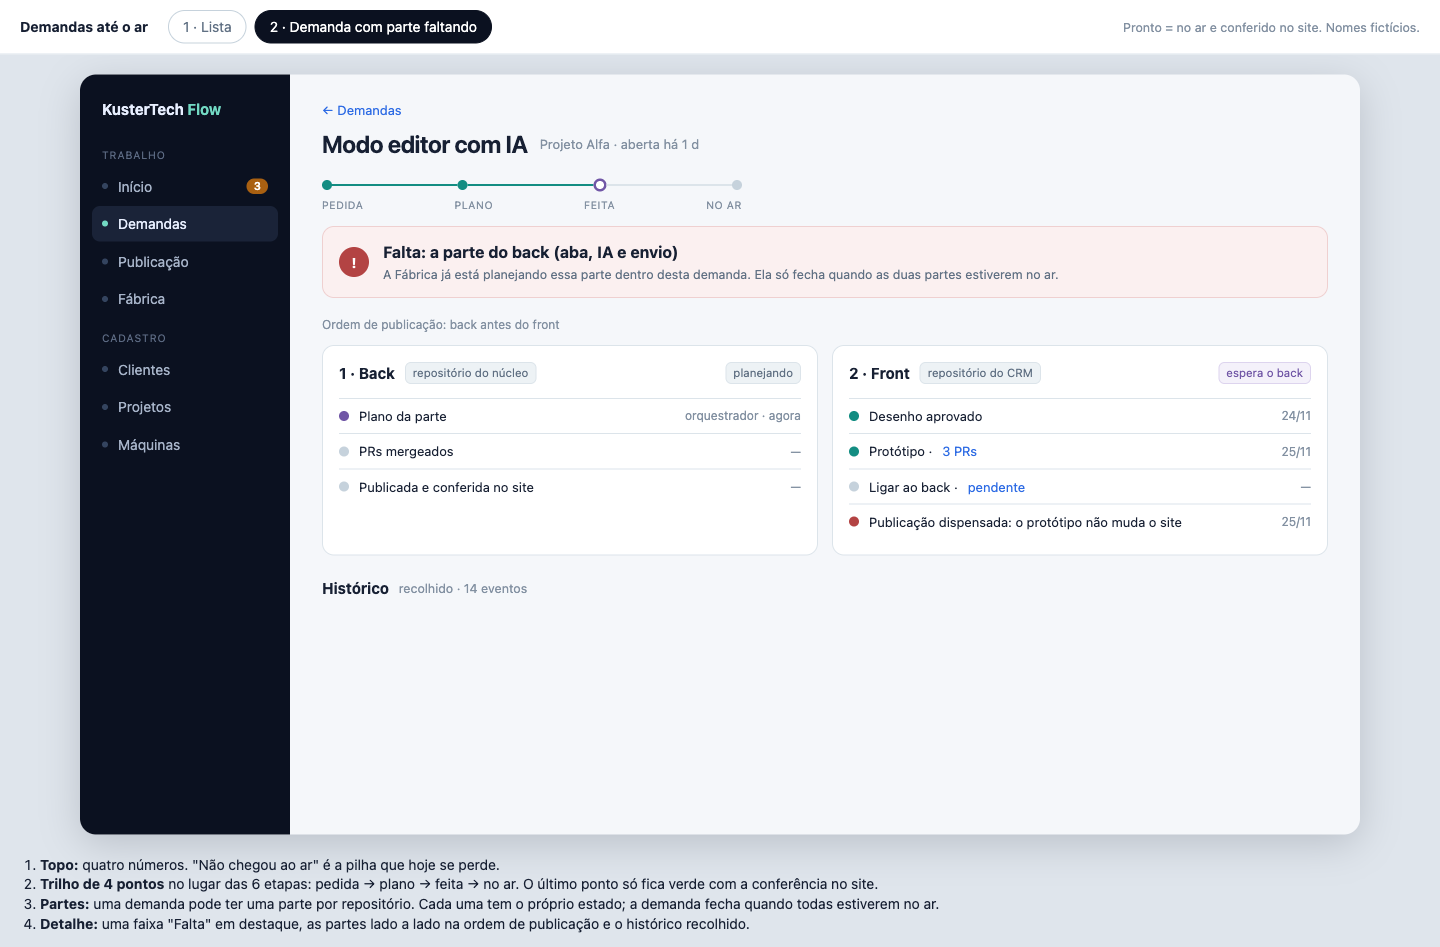 Demandas até o ar
1 · Lista
2 · Demanda com parte faltando
Pronto = no ar e conferido no site. Nomes fictícios.
KusterTech Flow
TRABALHO
Início
3
Demandas
Publicação
Fábrica
CADASTRO
Clientes
Projetos
Máquinas
← Demandas
Modo editor com IA
Projeto Alfa · aberta há 1 d
PEDIDA
PLANO
FEITA
NO AR
!
Falta: a parte do back (aba, IA e envio)
A Fábrica já está planejando essa parte dentro desta demanda. Ela só fecha quando as duas partes estiverem no ar.
Ordem de publicação: back antes do front
1 · Back
repositório do núcleo
planejando
Plano da parte
orquestrador · agora
PRs mergeados
—
Publicada e conferida no site
—
2 · Front
repositório do CRM
espera o back
Desenho aprovado
24/11
Protótipo · 3 PRs
25/11
Ligar ao back · pendente
—
Publicação dispensada: o protótipo não muda o site
25/11
Histórico
recolhido · 14 eventos
1. Topo: quatro números. "Não chegou ao ar" é a pilha que hoje se perde.
2. Trilho de 4 pontos no lugar das 6 etapas: pedida → plano → feita → no ar. O último ponto só fica verde com a conferência no site.
3. Partes: uma demanda pode ter uma parte por repositório. Cada uma tem o próprio estado; a demanda fecha quando todas estiverem no ar.
4. Detalhe: uma faixa "Falta" em destaque, as partes lado a lado na ordem de publicação e o histórico recolhido.